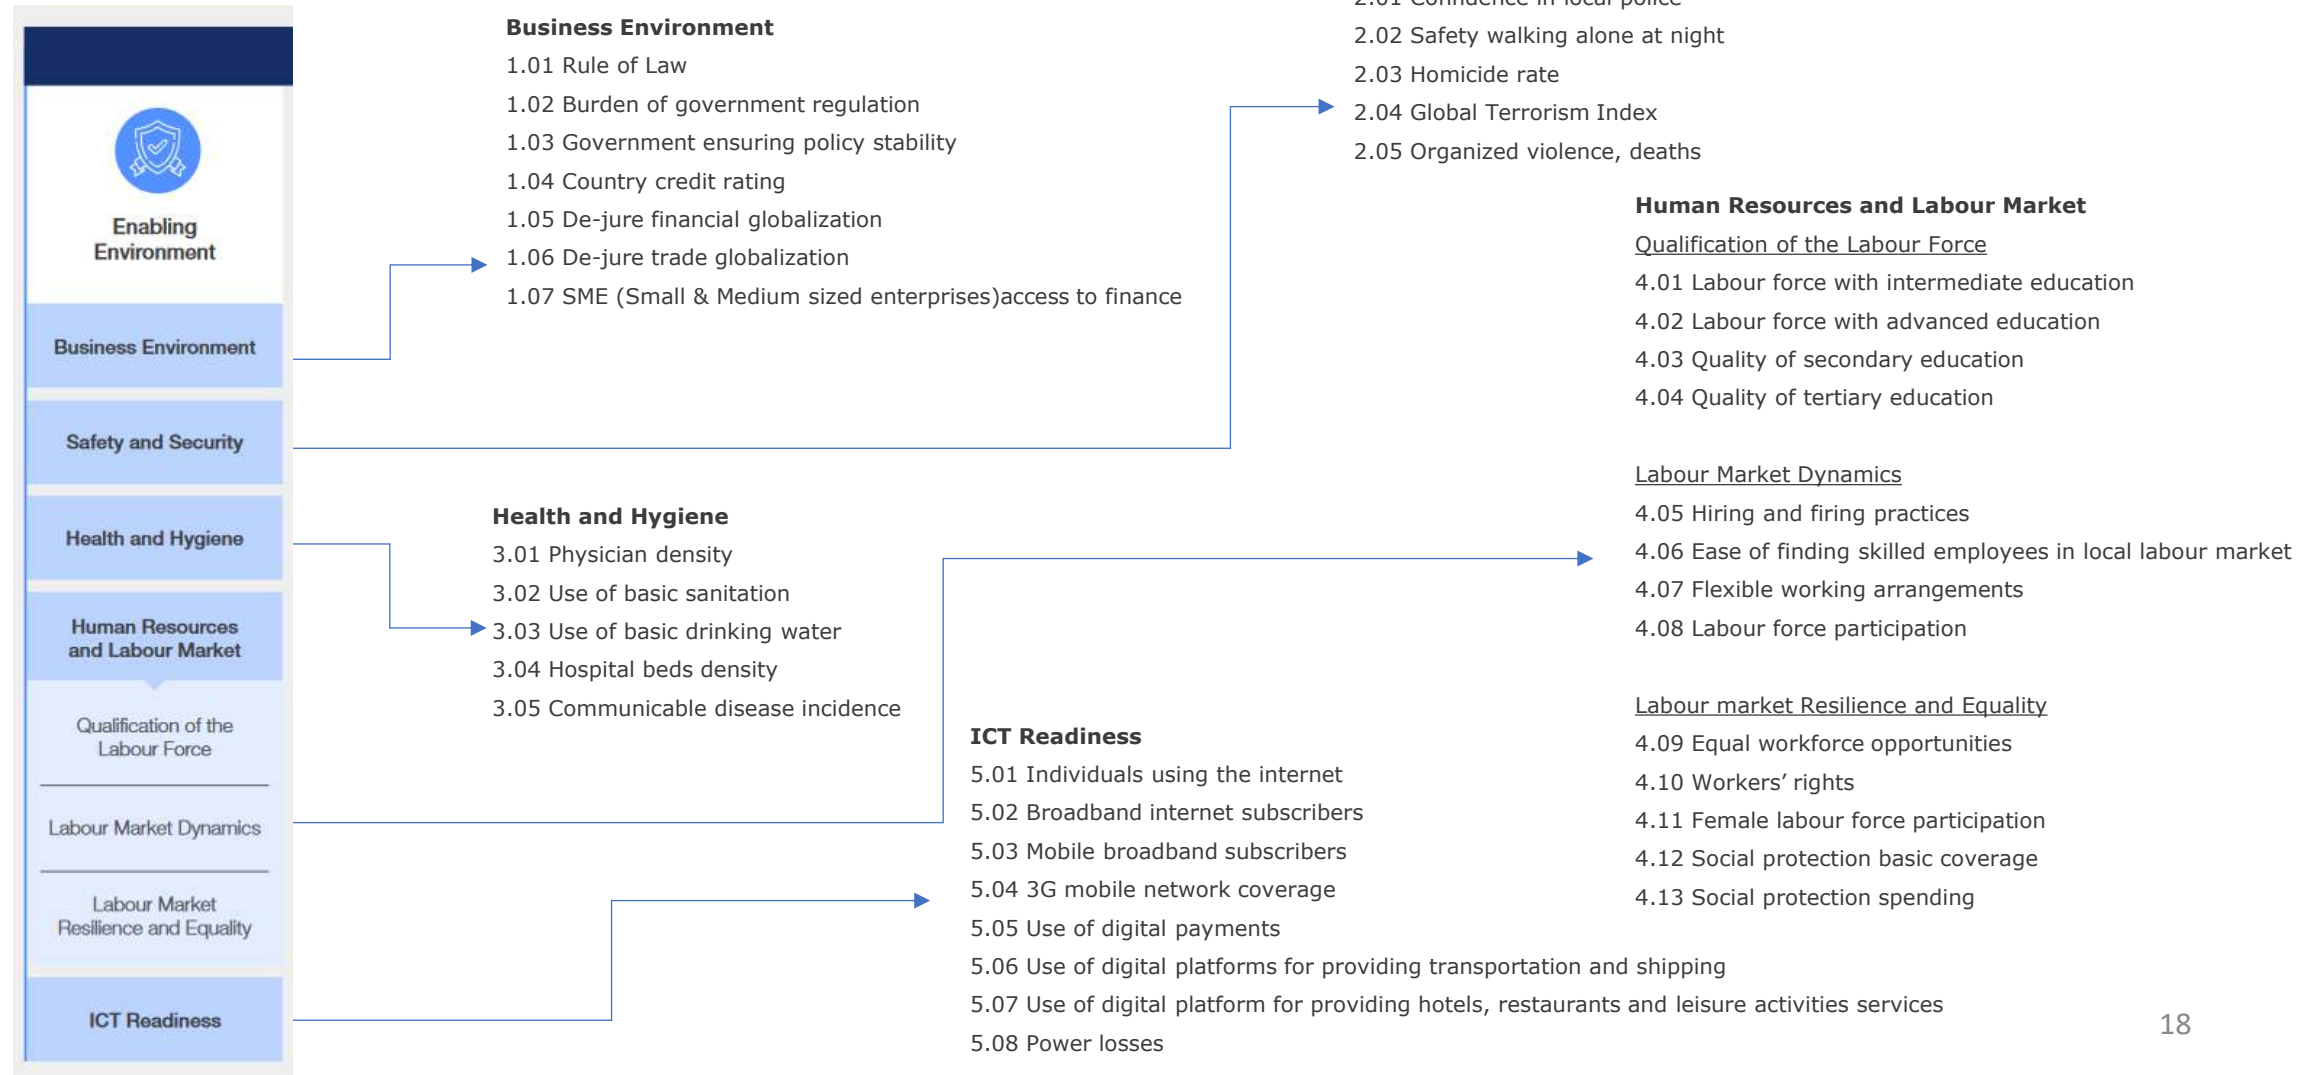 Enabling
Environment
Business Environment
Safety and Security
Health and Hygiene
Human Resources
and Labour Market
Qualification of the
Labour Force
Labour Market Dynamics
Labour Market
Resilience and Equality
ICT Readiness
Business Environment
1.01 Rule of Law
1.02 Burden of government regulation
1.03 Government ensuring policy stability
1.04 Country credit rating
1.05 De-jure financial globalization
1.06 De-jure trade globalization
1.07 SME (Small & Medium sized enterprises)access to finance
2.01 Confidence in local police
2.02 Safety walking alone at night
2.03 Homicide rate
2.04 Global Terrorism Index
2.05 Organized violence, deaths
Health and Hygiene
3.01 Physician density
3.02 Use of basic sanitation
3.03 Use of basic drinking water
3.04 Hospital beds density
3.05 Communicable disease incidence
Human Resources and Labour Market
Qualification of the Labour Force
4.01 Labour force with intermediate education
4.02 Labour force with advanced education
4.03 Quality of secondary education
4.04 Quality of tertiary education
Labour Market Dynamics
4.05 Hiring and firing practices
4.06 Ease of finding skilled employees in local labour market
4.07 Flexible working arrangements
4.08 Labour force participation
Labour market Resilience and Equality
4.09 Equal workforce opportunities
4.10 Workers’ rights
4.11 Female labour force participation
4.12 Social protection basic coverage
4.13 Social protection spending
ICT Readiness
5.01 Individuals using the internet
5.02 Broadband internet subscribers
5.03 Mobile broadband subscribers
5.04 3G mobile network coverage
5.05 Use of digital payments
5.06 Use of digital platforms for providing transportation and shipping
5.07 Use of digital platform for providing hotels, restaurants and leisure activities services
5.08 Power losses
18